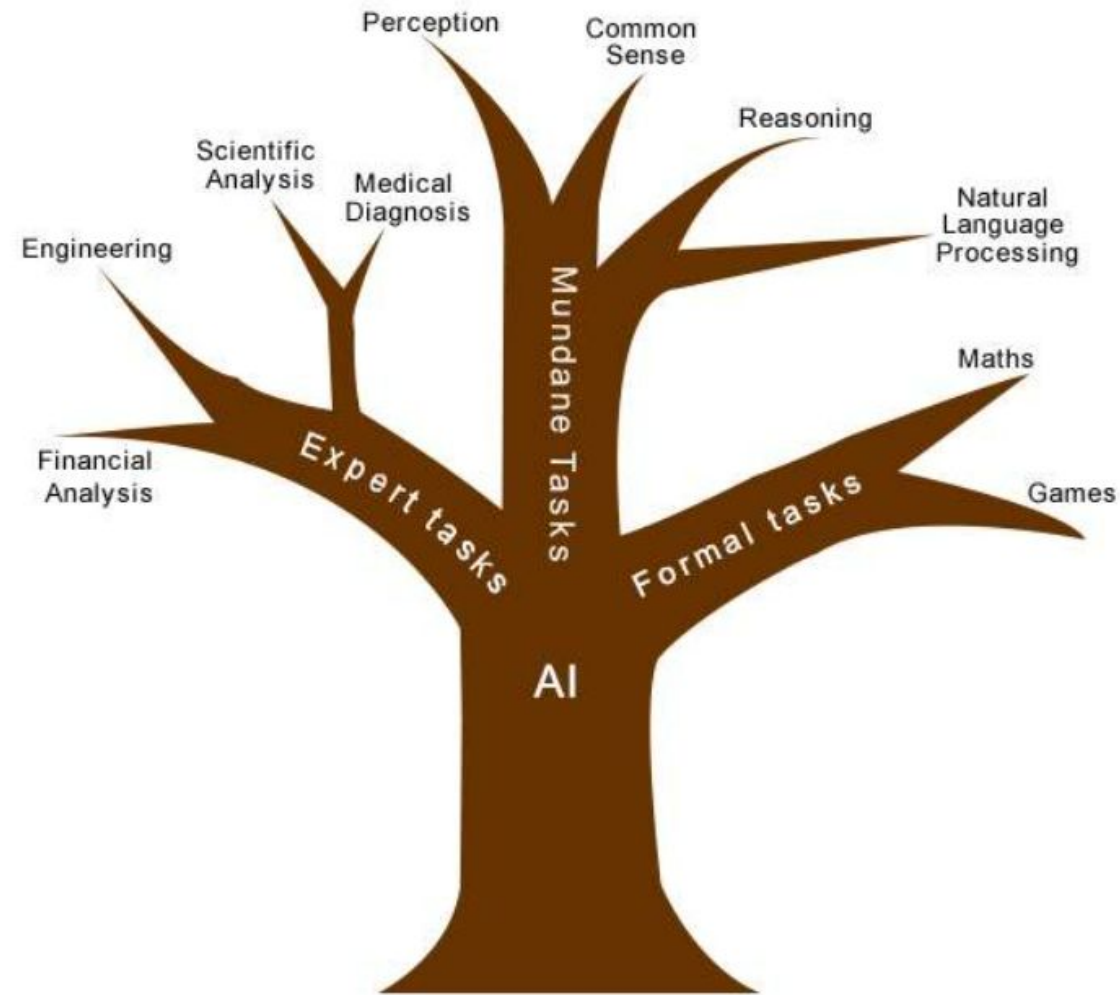 Perception
Common
Sense
Reasoning
Scientific
Analysis
Medical
Diagnosis
Natural
Language
Processing
Engineering
Mundane Tasks
Maths
Financial
Analysis
Expert tasks
Formal tasks
Games
AI